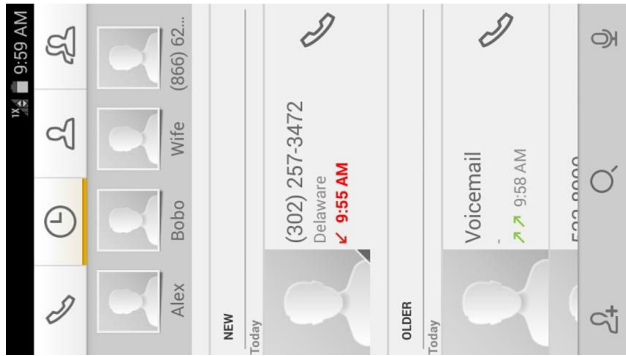 1X 9:59 AM
Alex Bobo Wife (866) 62...
NEW
Today
(302) 257-3472
Delaware
9:55 AM
OLDER
Today
Voicemail
-
9:58 AM